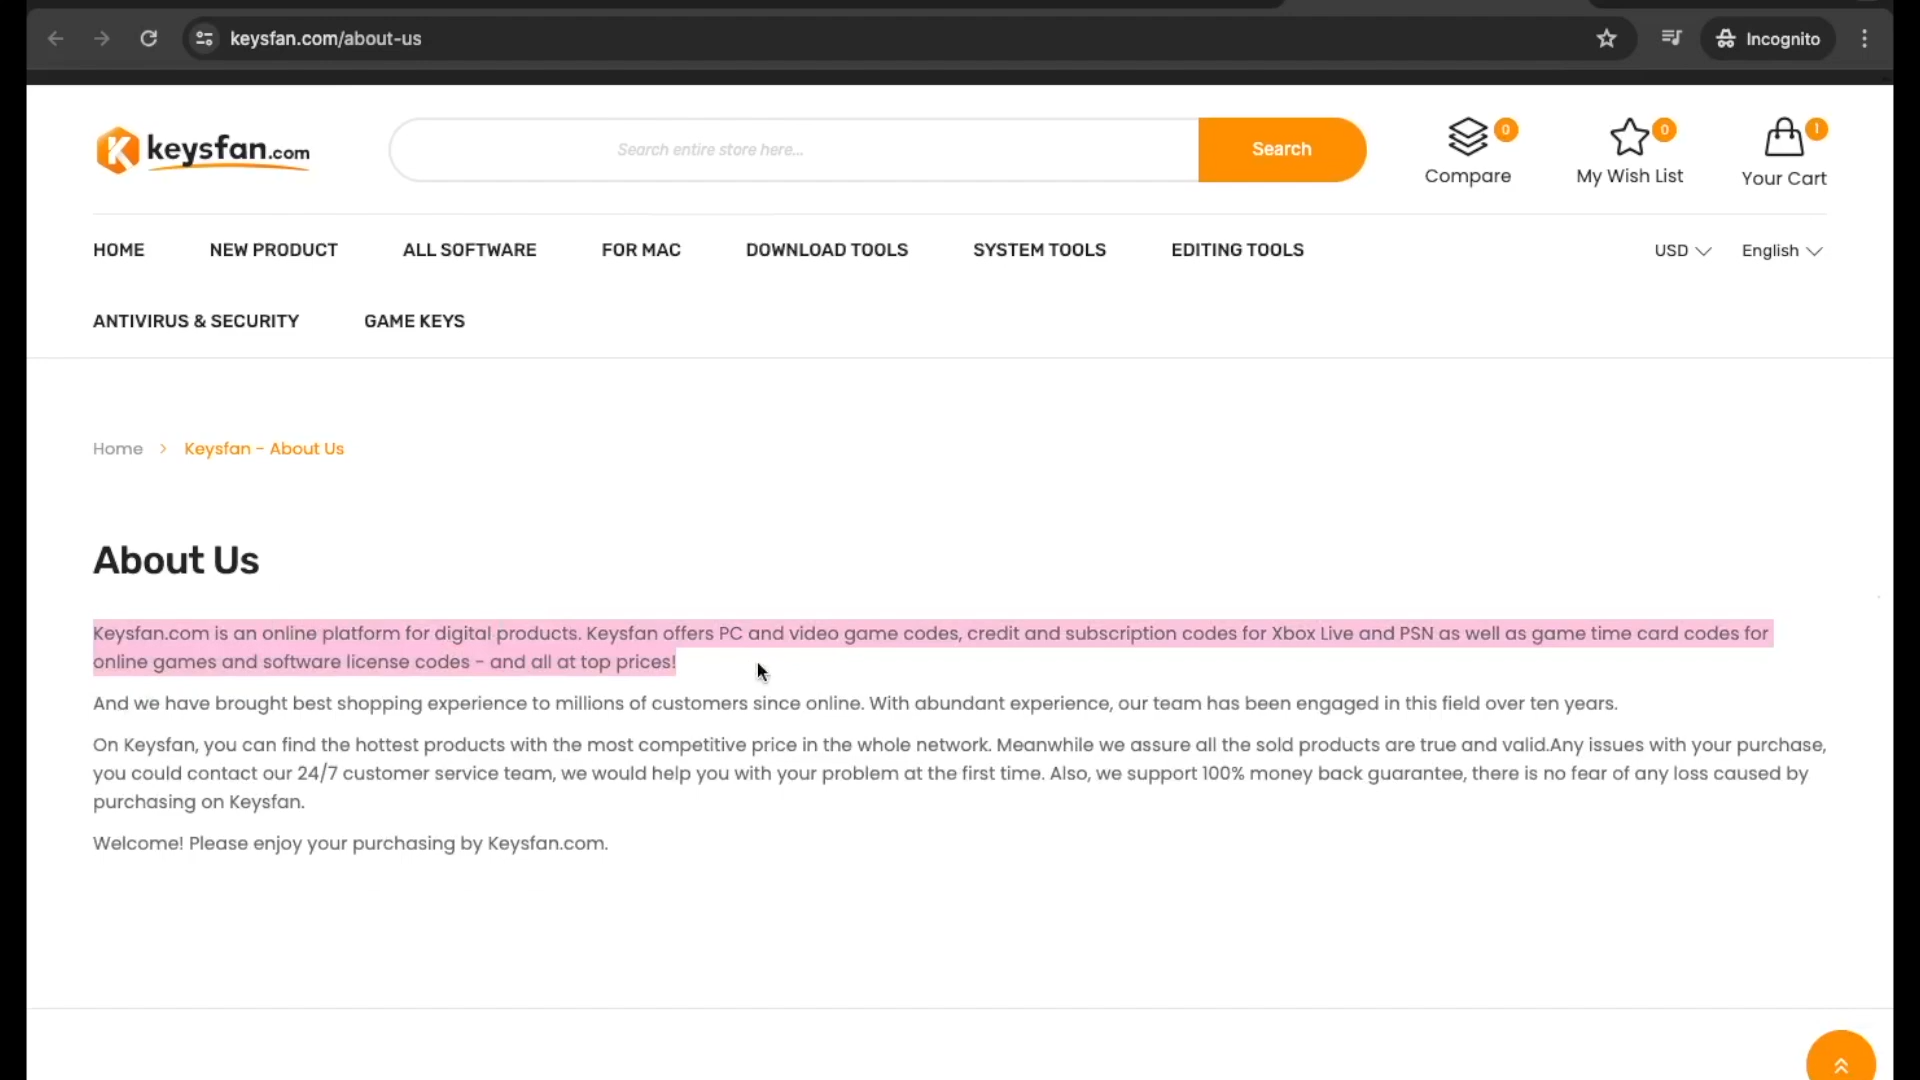 keysfan.com/about-us
Incognito
keysfan.com
Search entire store here...
Search
0
Compare
0
My Wish List
1
Your Cart
HOME
NEW PRODUCT
ALL SOFTWARE
FOR MAC
DOWNLOAD TOOLS
SYSTEM TOOLS
EDITING TOOLS
USD
English
ANTIVIRUS & SECURITY
GAME KEYS
Home > Keysfan - About Us
About Us
Keysfan.com is an online platform for digital products. Keysfan offers PC and video game codes, credit and subscription codes for Xbox Live and PSN as well as game time card codes for
online games and software license codes - and all at top prices!
And we have brought best shopping experience to millions of customers since online. With abundant experience, our team has been engaged in this field over ten years.
On Keysfan, you can find the hottest products with the most competitive price in the whole network. Meanwhile we assure all the sold products are true and valid.Any issues with your purchase,
you could contact our 24/7 customer service team, we would help you with your problem at the first time. Also, we support 100% money back guarantee, there is no fear of any loss caused by
purchasing on Keysfan.
Welcome! Please enjoy your purchasing by Keysfan.com.